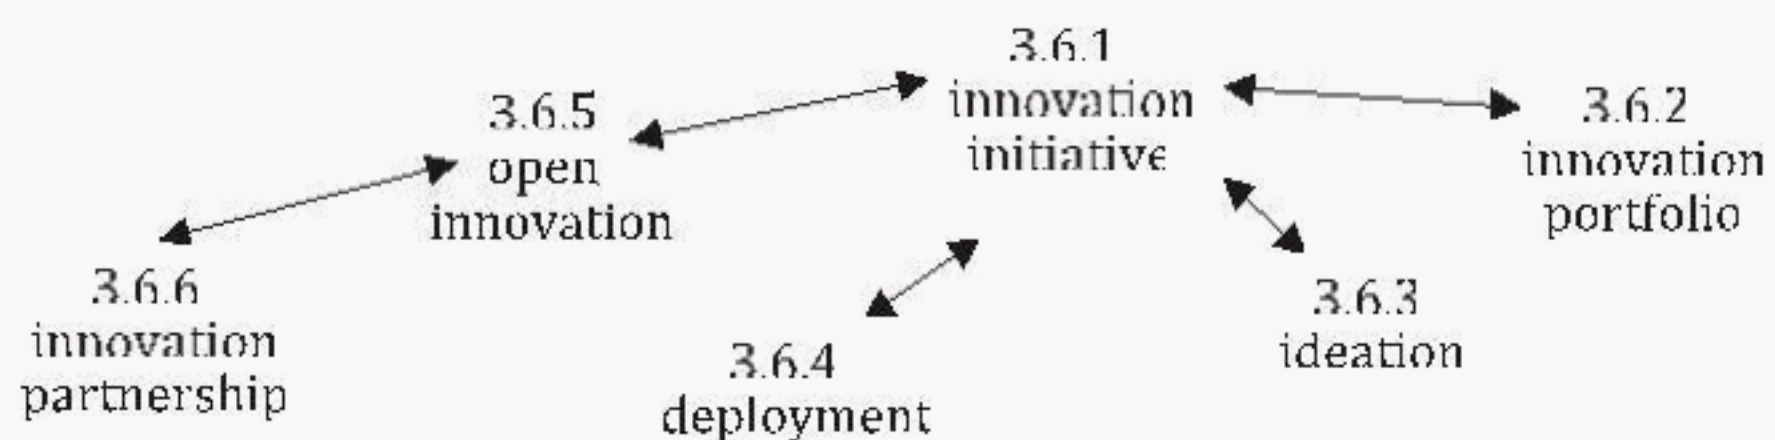 3.6.1
innovation
initiative
3.6.5
open
innovation
3.6.2
innovation
portfolio
3.6.6
innovation
partnership
3.6.3
ideation
3.6.4
deployment